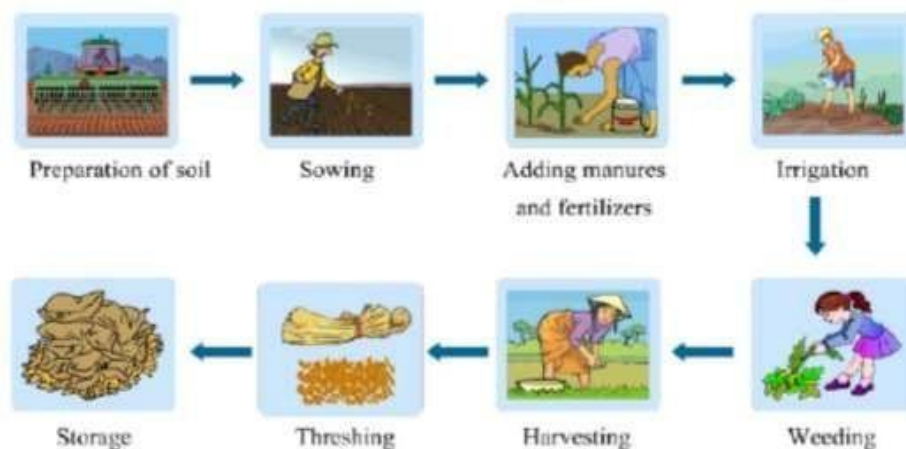 Preparation of soil
Sowing
Adding manures
and fertilizers
Irrigation
Storage
Threshing
Harvesting
Weeding